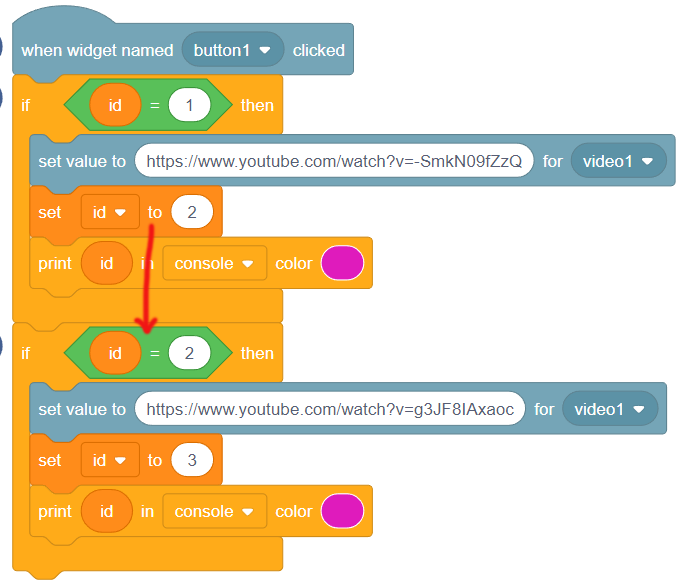 when widget named button1 clicked
if id = 1 then
set value to https://www.youtube.com/watch?v=-SmkN09fZzQ for video1
set id to 2
print id in console color
if id = 2 then
set value to https://www.youtube.com/watch?v=g3JF8IAxaoc for video1
set id to 3
print id in console color